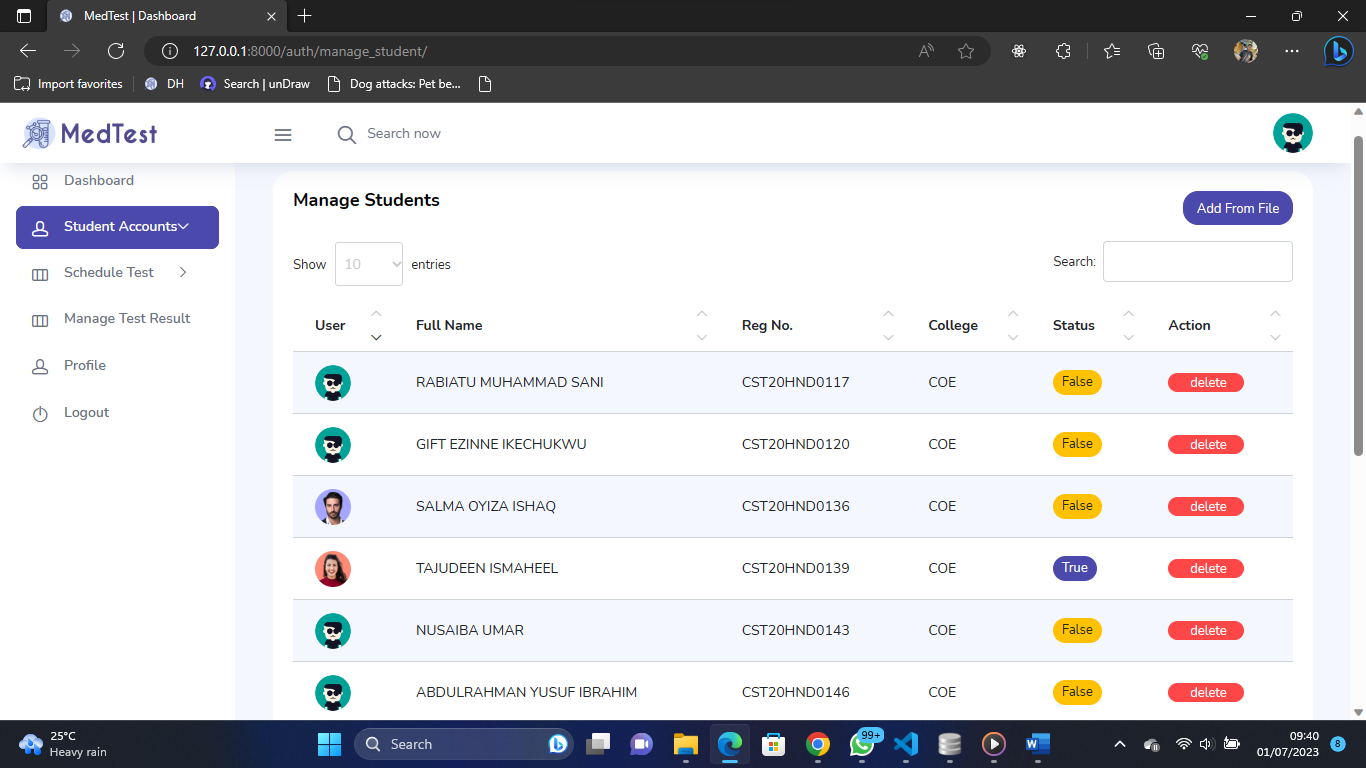 MedTest | Dashboard
127.0.0.1:8000/auth/manage_student/
Import favorites DH Search | unDraw Dog attacks: Pet be...
MedTest Search now
Dashboard
Student Accounts
Schedule Test
Manage Test Result
Profile
Logout
Manage Students Add From File
Show 10 entries Search:
User Full Name Reg No. College Status Action
RABIATU MUHAMMAD SANI CST20HND0117 COE False delete
GIFT EZINNE IKECHUKWU CST20HND0120 COE False delete
SALMA OYIZA ISHAQ CST20HND0136 COE False delete
TAJUDEEN ISMAHEEL CST20HND0139 COE True delete
NUSAIBA UMAR CST20HND0143 COE False delete
ABDULRAHMAN YUSUF IBRAHIM CST20HND0146 COE False delete
25°C
Heavy rain
Search
99+
09:40
01/07/2023
8